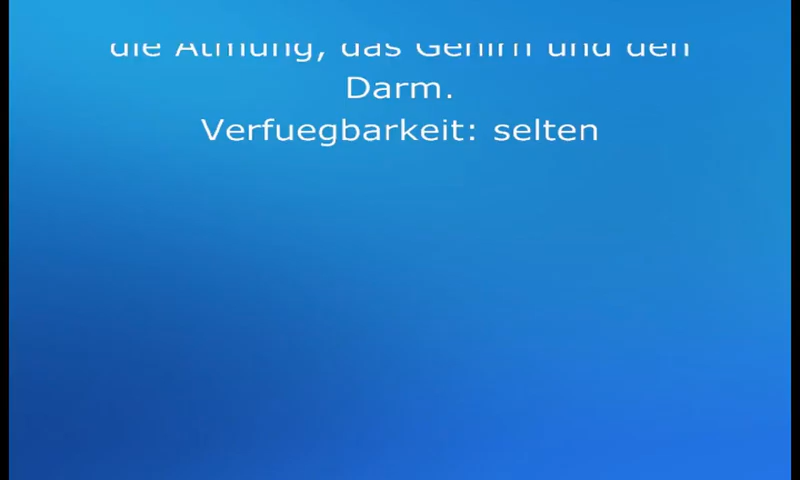 die Atmung, das Gehirn und den
Darm.
Verfuegbarkeit: selten